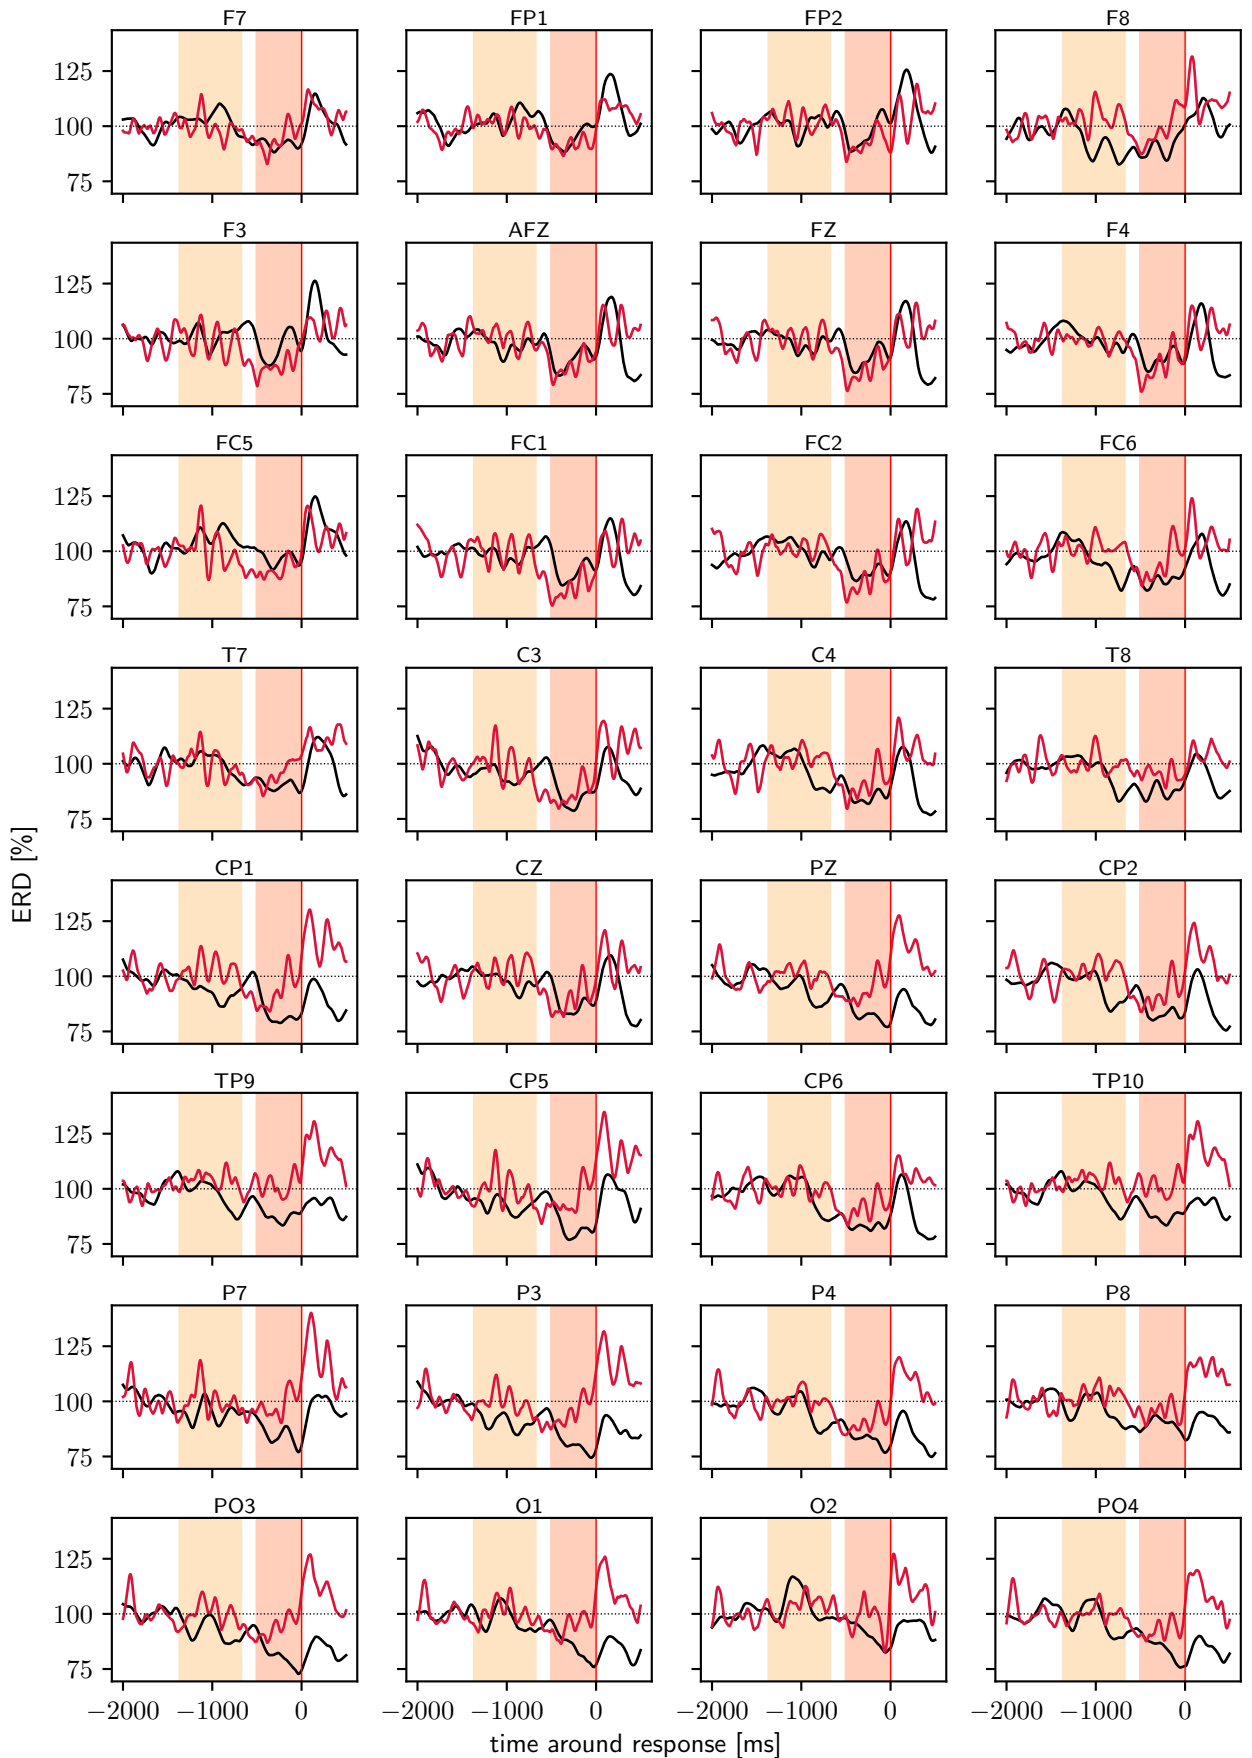 F7 FP1 FP2 F8
125
100
75
F3 AFZ FZ F4
125
100
75
FC5 FC1 FC2 FC6
125
100
75
T7 C3 C4 T8
125
100
75
ERD [%]
CP1 CZ PZ CP2
125
100
75
TP9 CP5 CP6 TP10
125
100
75
P7 P3 P4 P8
125
100
75
PO3 O1 O2 PO4
125
100
75
−2000 −1000 0 −2000 −1000 0 −2000 −1000 0 −2000 −1000 0
time around response [ms]